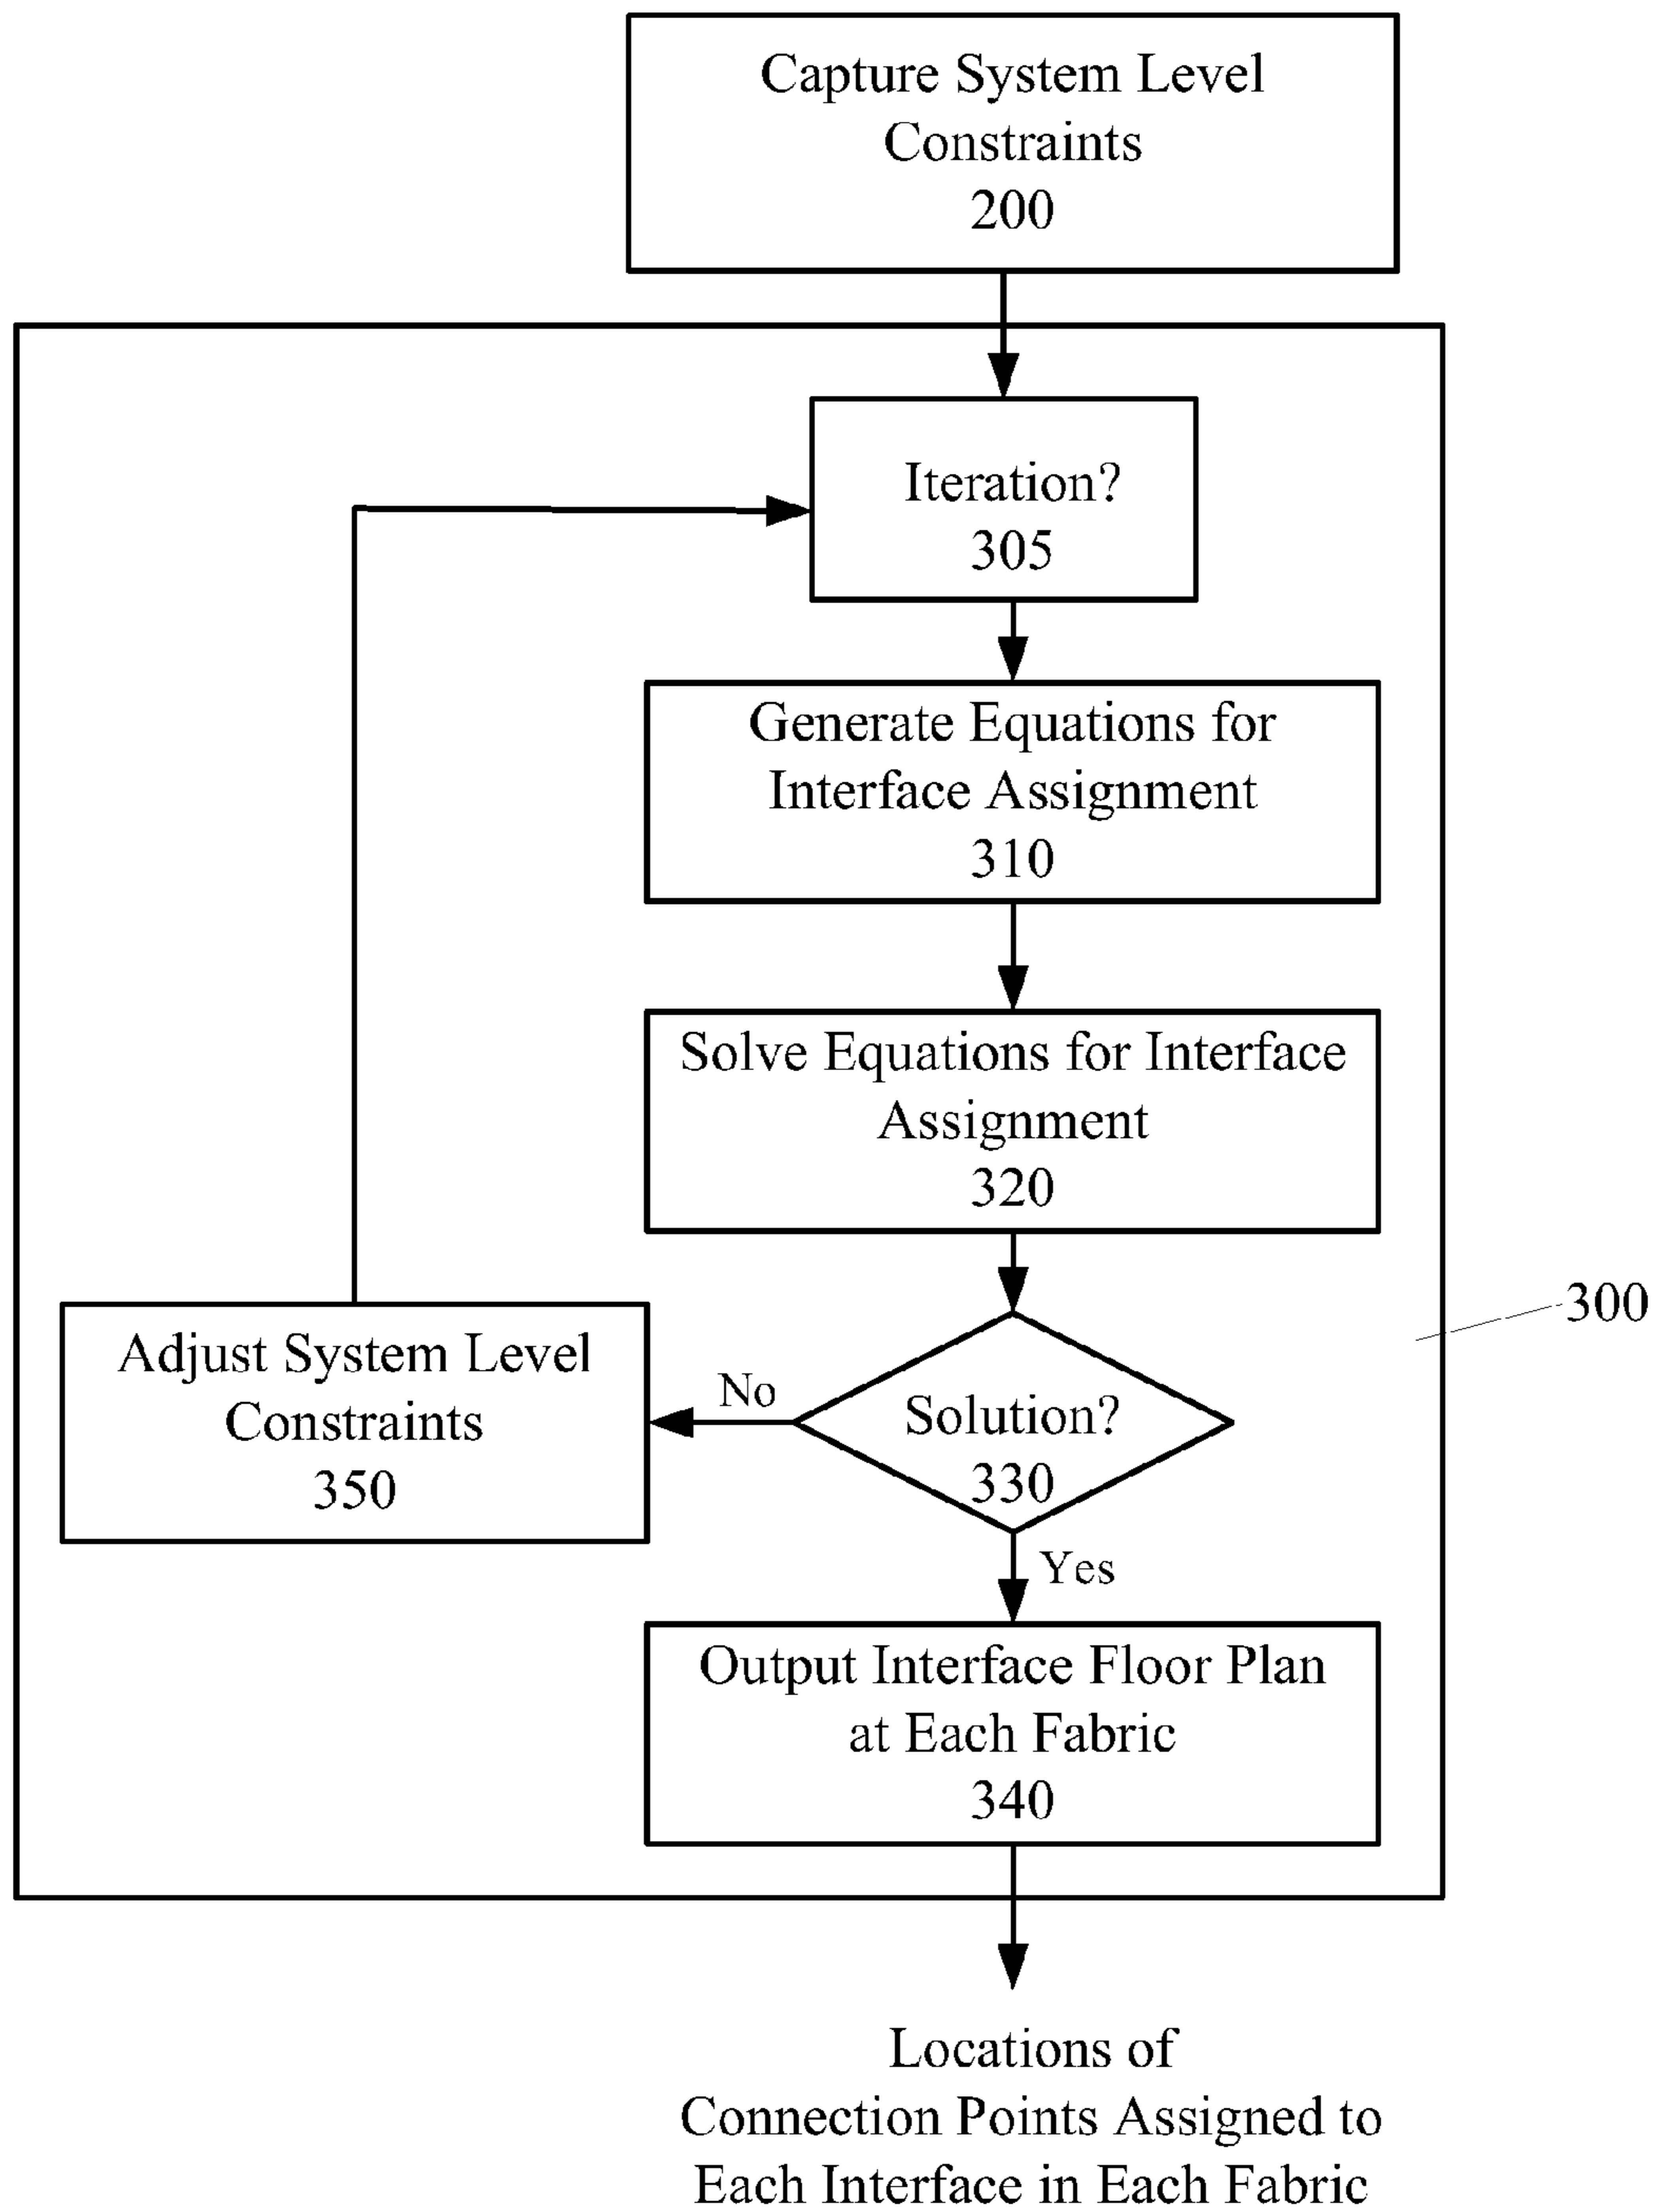 Capture System Level
Constraints
200
Iteration?
305
Generate Equations for
Interface Assignment
310
Solve Equations for Interface
Assignment
320
300
Adjust System Level
Constraints
350
No
Solution?
330
Yes
Output Interface Floor Plan
at Each Fabric
340
Locations of
Connection Points Assigned to
Each Interface in Each Fabric